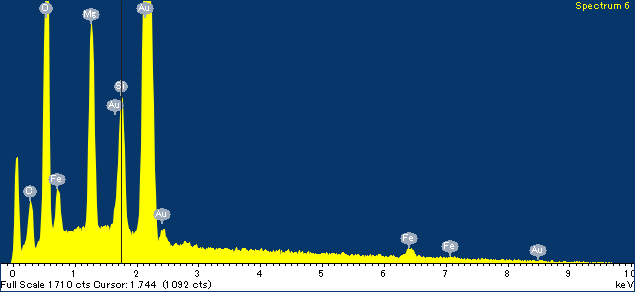 Spectrum 6
O Au
Mg
Si
Au
Fe
O
Au
Fe Fe Au
0 1 2 3 4 5 6 7 8 9 10
Full Scale 1710 cts Cursor: 1.744 (1092 cts) keV